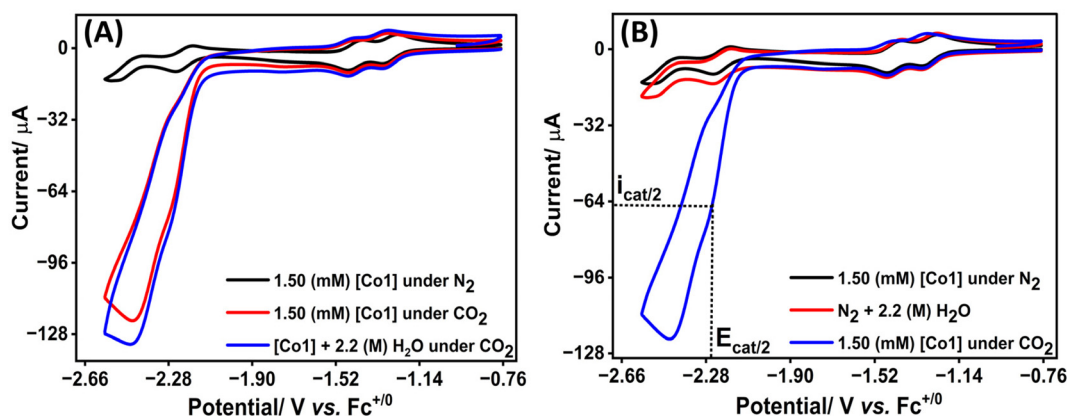 (A)
0
−32
−64
−96
−128
Current/ μA
1.50 (mM) [Co1] under N2
1.50 (mM) [Co1] under CO2
[Co1] + 2.2 (M) H2O under CO2
−2.66 −2.28 −1.90 −1.52 −1.14 −0.76
Potential/ V vs. Fc+/0
(B)
0
−32
−64
−96
−128
Current/ μA
icat/2
1.50 (mM) [Co1] under N2
N2 + 2.2 (M) H2O
1.50 (mM) [Co1] under CO2
Ecat/2
−2.66 −2.28 −1.90 −1.52 −1.14 −0.76
Potential/ V vs. Fc+/0